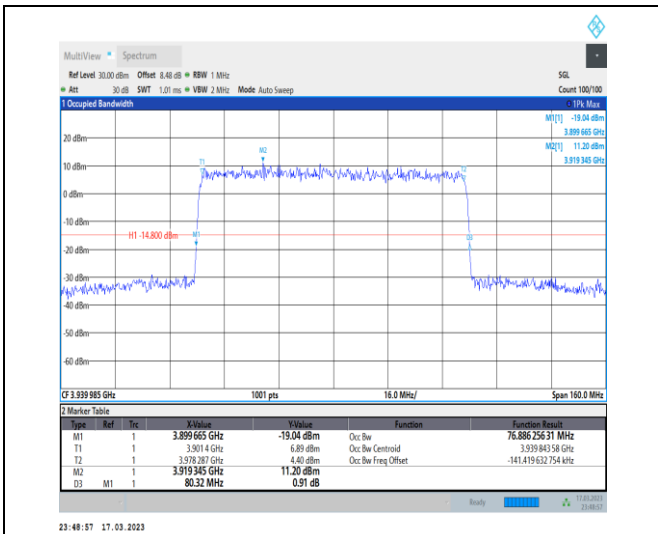 MultiView Spectrum
Ref Level 30.00 dBm Offset 8.48 dB RBW 1 MHz SGL
Att 30 dB SWT 1.01 ms VBW 2 MHz Mode Auto Sweep Count 100/100
1 Occupied Bandwidth 1Pk Max
M1[1] -19.04 dBm
3.899 665 GHz
M2[1] 11.20 dBm
3.919 345 GHz
20 dBm
M2
T1
T2
10 dBm
0 dBm
-10 dBm
H1 -14.800 dBm
M1
D3
-20 dBm
-30 dBm
-40 dBm
-50 dBm
-60 dBm
CF 3.939 985 GHz 1001 pts 16.0 MHz/ Span 160.0 MHz
2 Marker Table
Type Ref Trc X-Value Y-Value Function Function Result
M1 1 3.899 665 GHz -19.04 dBm Occ Bw 76.886 256 31 MHz
T1 1 3.901 4 GHz 6.89 dBm Occ Bw Centroid 3.939 843 58 GHz
T2 1 3.978 287 GHz 4.40 dBm Occ Bw Freq Offset -141.419 632 754 kHz
M2 1 3.919 345 GHz 11.20 dBm
D3 M1 1 80.32 MHz 0.91 dB
Ready 17.03.2023
23:48:57
23:48:57 17.03.2023